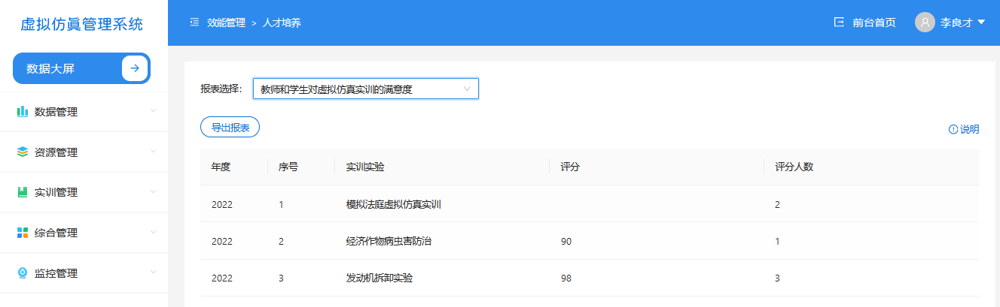 虚拟仿真管理系统
效能管理 > 人才培养
前台首页
李良才
数据大屏
数据管理
资源管理
实训管理
综合管理
监控管理
报表选择：
教师和学生对虚拟仿真实训的满意度
导出报表
说明
年度 序号 实训实验 评分 评分人数
2022 1 模拟法庭虚拟仿真实训 2
2022 2 经济作物病虫害防治 90 1
2022 3 发动机拆卸实验 98 3